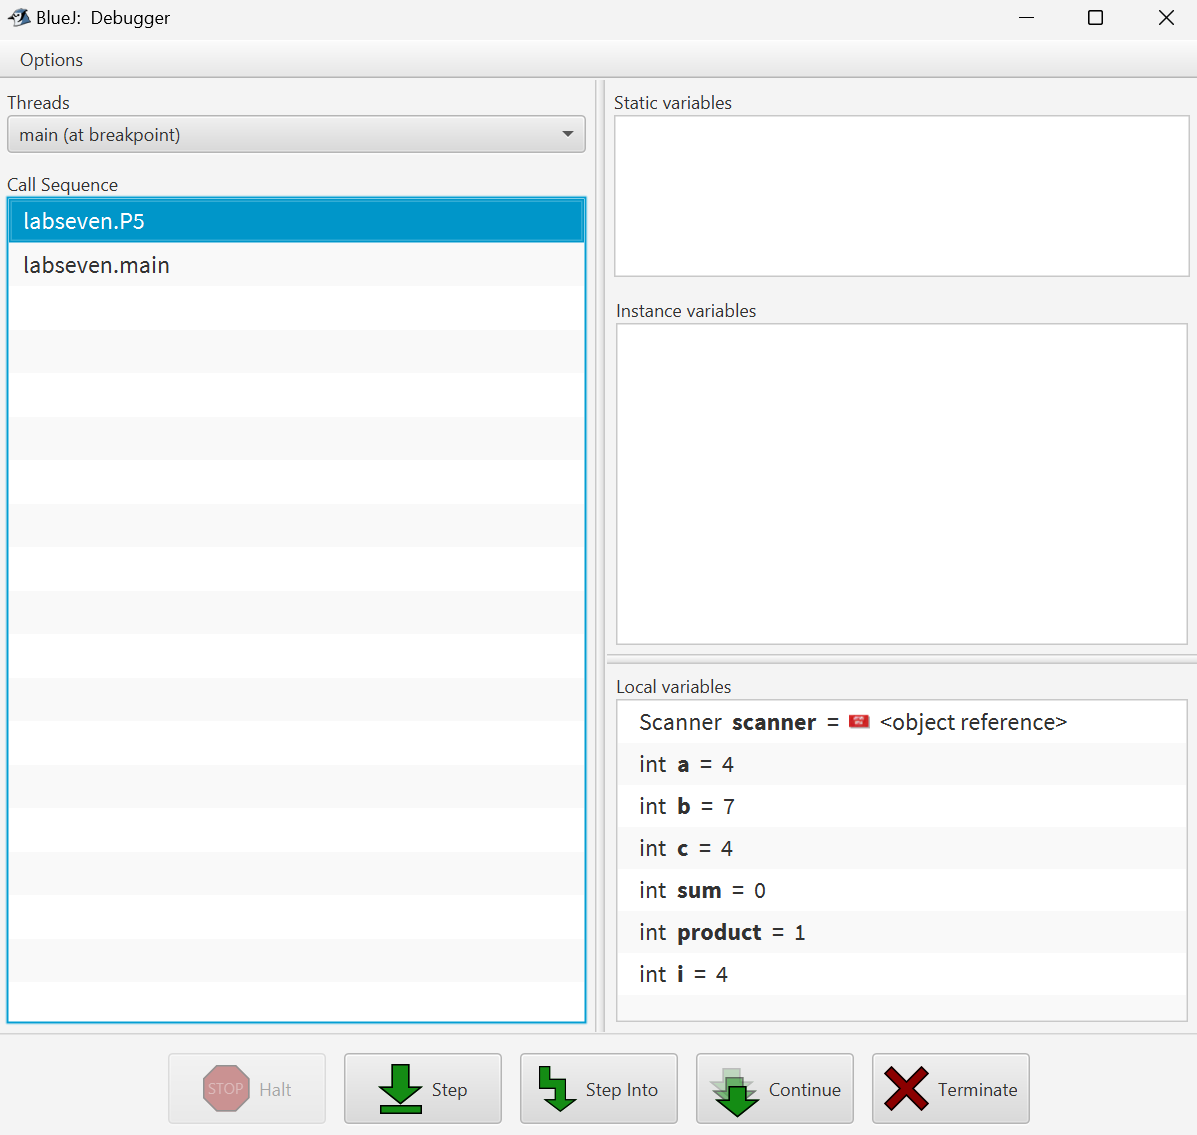 BlueJ: Debugger
Options
Threads
main (at breakpoint)
Call Sequence
labseven.P5
labseven.main
Static variables
Instance variables
Local variables
Scanner scanner = <object reference>
int a = 4
int b = 7
int c = 4
int sum = 0
int product = 1
int i = 4
STOP Halt
Step
Step Into
Continue
Terminate